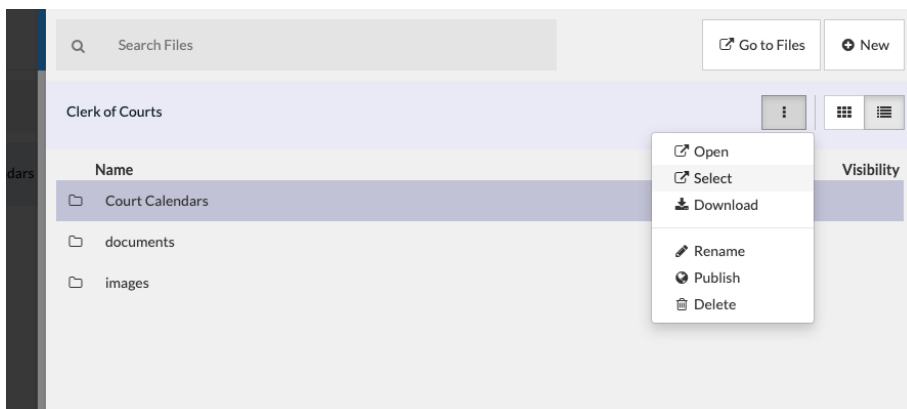 Search Files
Go to Files
New
Clerk of Courts
dars
Name
Visibility
Open
Select
Download
Court Calendars
documents
images
Rename
Publish
Delete